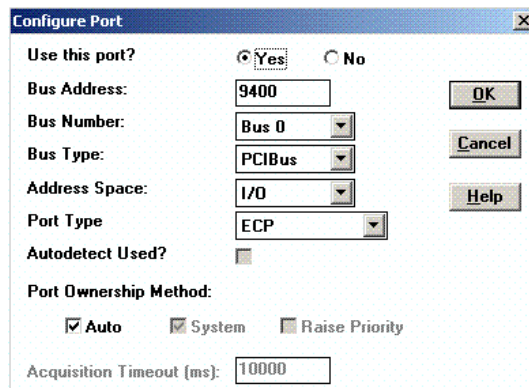 Configure Port
Use this port? Yes No
Bus Address: 9400
OK
Bus Number: Bus 0
Cancel
Bus Type: PCIBus
Address Space: I/O
Help
Port Type ECP
Autodetect Used?
Port Ownership Method:
Auto System Raise Priority
Acquisition Timeout (ms): 10000